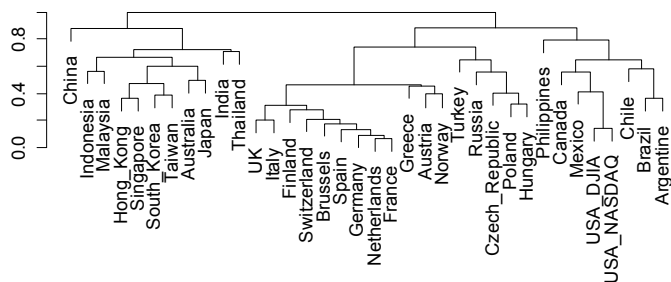 0.8
0.4
0.0
China
Indonesia
Malaysia
Hong_Kong
Singapore
South_Korea
Taiwan
Australia
Japan
India
Thailand
UK
Italy
Finland
Switzerland
Brussels
Spain
Germany
Netherlands
France
Greece
Austria
Norway
Turkey
Russia
Czech_Republic
Poland
Hungary
Philippines
Canada
Mexico
USA_DJIA
USA_NASDAQ
Chile
Brazil
Argentine